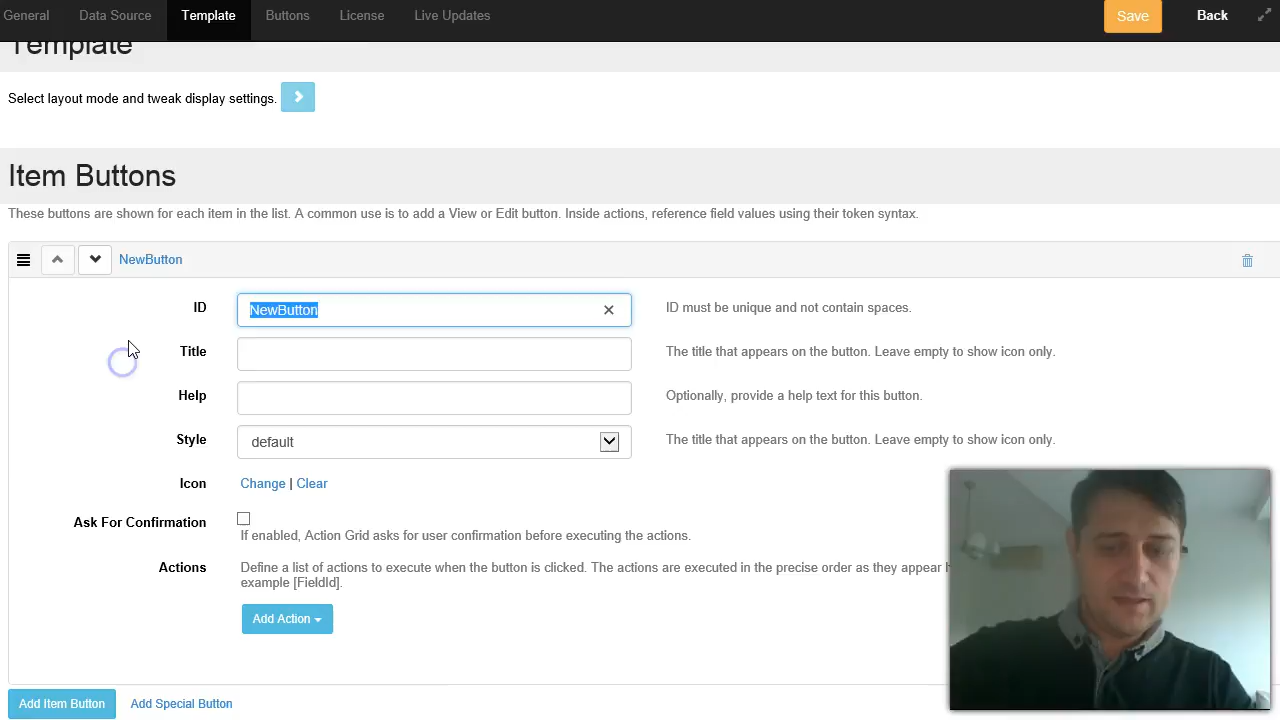 General Data Source Template Buttons License Live Updates Save Back
Template
Select layout mode and tweak display settings.
Item Buttons
These buttons are shown for each item in the list. A common use is to add a View or Edit button. Inside actions, reference field values using their token syntax.
NewButton
ID NewButton ID must be unique and not contain spaces.
Title The title that appears on the button. Leave empty to show icon only.
Help Optionally, provide a help text for this button.
Style default The title that appears on the button. Leave empty to show icon only.
Icon Change | Clear
Ask For Confirmation
If enabled, Action Grid asks for user confirmation before executing the actions.
Actions Define a list of actions to execute when the button is clicked. The actions are executed in the precise order as they appear
example [FieldId].
Add Action
Add Item Button Add Special Button